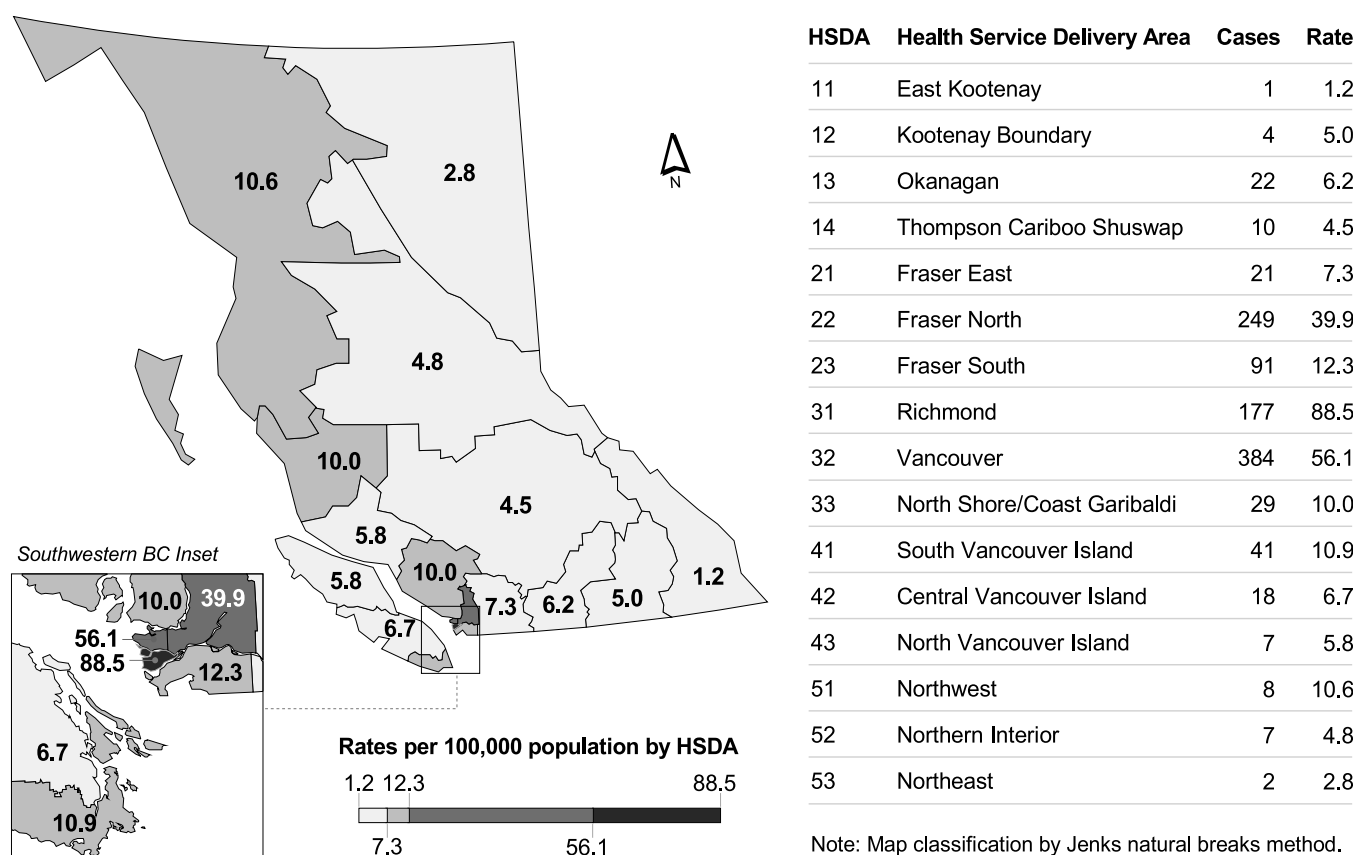 10.6
2.8
N
4.8
10.0
4.5
5.8
5.8
10.0
1.2
7.3
6.2
5.0
6.7
Southwestern BC Inset
10.0
39.9
56.1
88.5
12.3
6.7
10.9
Rates per 100,000 population by HSDA
1.2 12.3 88.5
7.3 56.1
HSDA Health Service Delivery Area Cases Rate
11 East Kootenay 1 1.2
12 Kootenay Boundary 4 5.0
13 Okanagan 22 6.2
14 Thompson Cariboo Shuswap 10 4.5
21 Fraser East 21 7.3
22 Fraser North 249 39.9
23 Fraser South 91 12.3
31 Richmond 177 88.5
32 Vancouver 384 56.1
33 North Shore/Coast Garibaldi 29 10.0
41 South Vancouver Island 41 10.9
42 Central Vancouver Island 18 6.7
43 North Vancouver Island 7 5.8
51 Northwest 8 10.6
52 Northern Interior 7 4.8
53 Northeast 2 2.8
Note: Map classification by Jenks natural breaks method.